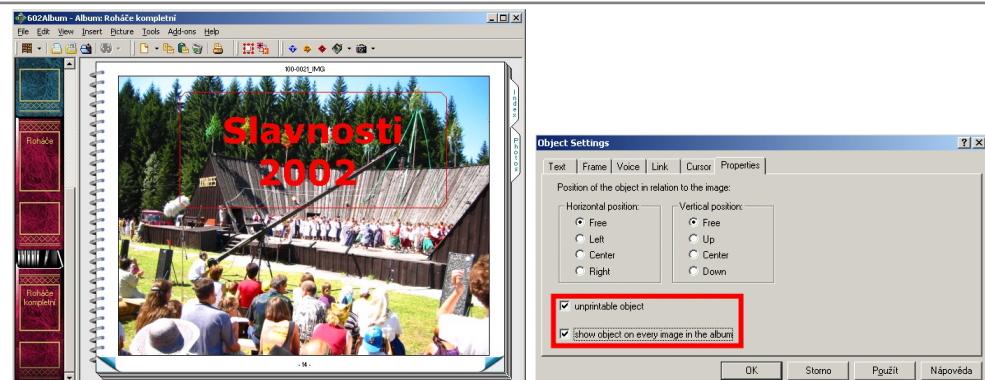 602Album - Album: Roháče kompletní
File Edit View Insert Picture Tools Add-ons Help
100-0021_IMG
Roháče
Roháče
kompletní
Slavnosti
2002
Index
Photos
- 14 -
Object Settings
Text Frame Voice Link Cursor Properties
Position of the object in relation to the image:
Horizontal position: Vertical position:
Free Free
Left Up
Center Center
Right Down
unprintable object
show object on every image in the album
OK Storno Použít Nápověda